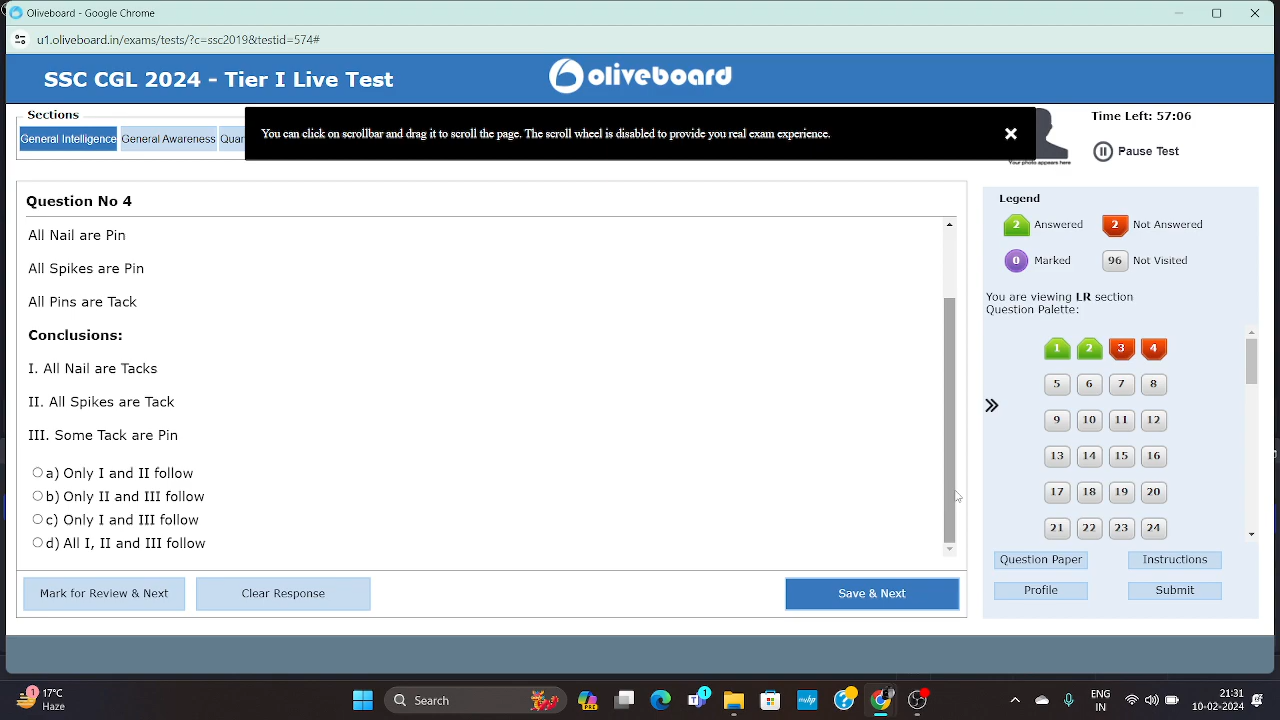 Oliveboard - Google Chrome
u1.oliveboard.in/exams/tests/?c=ssc2019&testid=574#
SSC CGL 2024 - Tier I Live Test
oliveboard
Sections
General Intelligence
General Awareness
You can click on scrollbar and drag it to scroll the page. The scroll wheel is disabled to provide you real exam experience.
Your photo appears here
Time Left: 57:06
Pause Test
Question No 4
All Nail are Pin
All Spikes are Pin
All Pins are Tack
Conclusions:
I. All Nail are Tacks
II. All Spikes are Tack
III. Some Tack are Pin
a) Only I and II follow
b) Only II and III follow
c) Only I and III follow
d) All I, II and III follow
Mark for Review & Next
Clear Response
Save & Next
Legend
2 Answered
2 Not Answered
0 Marked
96 Not Visited
You are viewing LR section
Question Palette:
1 2 3 4
5 6 7 8
9 10 11 12
13 14 15 16
17 18 19 20
21 22 23 24
Question Paper
Instructions
Profile
Submit
17°C
Haze
Search
1
ENG
IN
21:31
10-02-2024